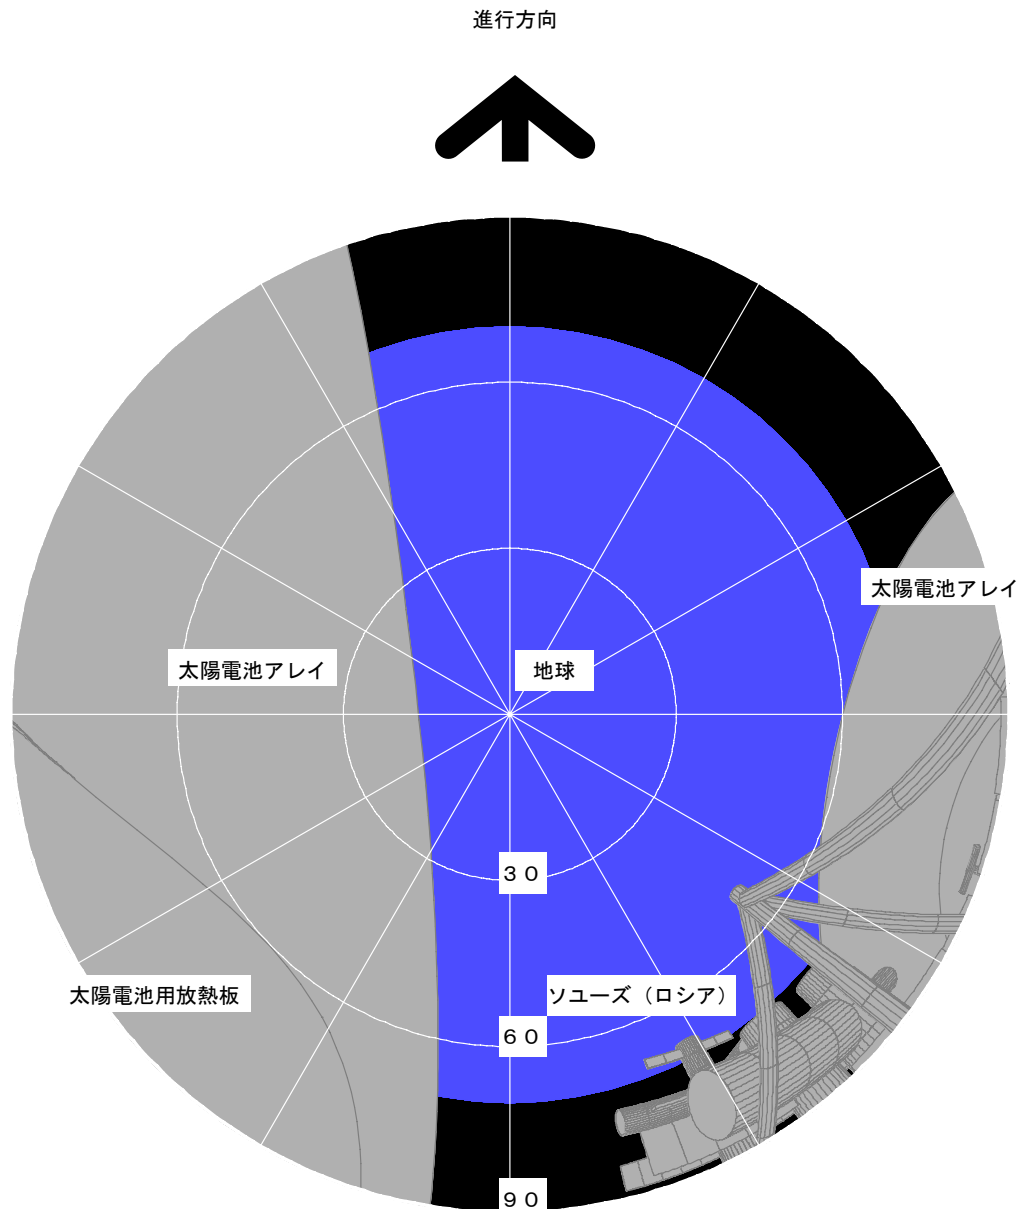 進行方向
太陽電池アレイ
太陽電池アレイ
地球
３０
太陽電池用放熱板
ソユーズ（ロシア）
６０
９０